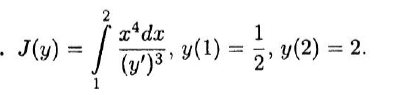 . J(y) = ∫₁² x⁴dx / (y')³ , y(1) = 1/2, y(2) = 2.